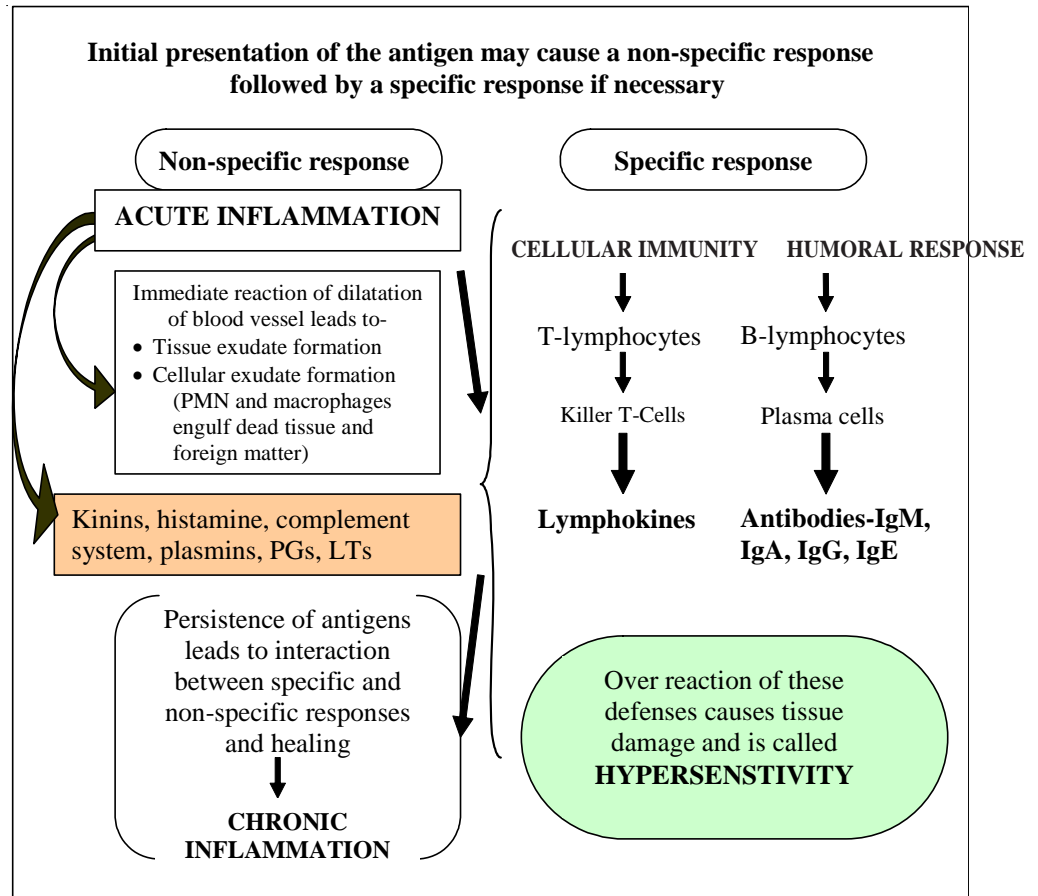 Initial presentation of the antigen may cause a non-specific response
followed by a specific response if necessary
Non-specific response
ACUTE INFLAMMATION
Immediate reaction of dilatation
of blood vessel leads to-
• Tissue exudate formation
• Cellular exudate formation
(PMN and macrophages
engulf dead tissue and
foreign matter)
Kinins, histamine, complement
system, plasmins, PGs, LTs
Persistence of antigens
leads to interaction
between specific and
non-specific responses
and healing
CHRONIC
INFLAMMATION
Specific response
CELLULAR IMMUNITY
T-lymphocytes
Killer T-Cells
Lymphokines
HUMORAL RESPONSE
B-lymphocytes
Plasma cells
Antibodies-IgM,
IgA, IgG, IgE
Over reaction of these
defenses causes tissue
damage and is called
HYPERSENSTIVITY